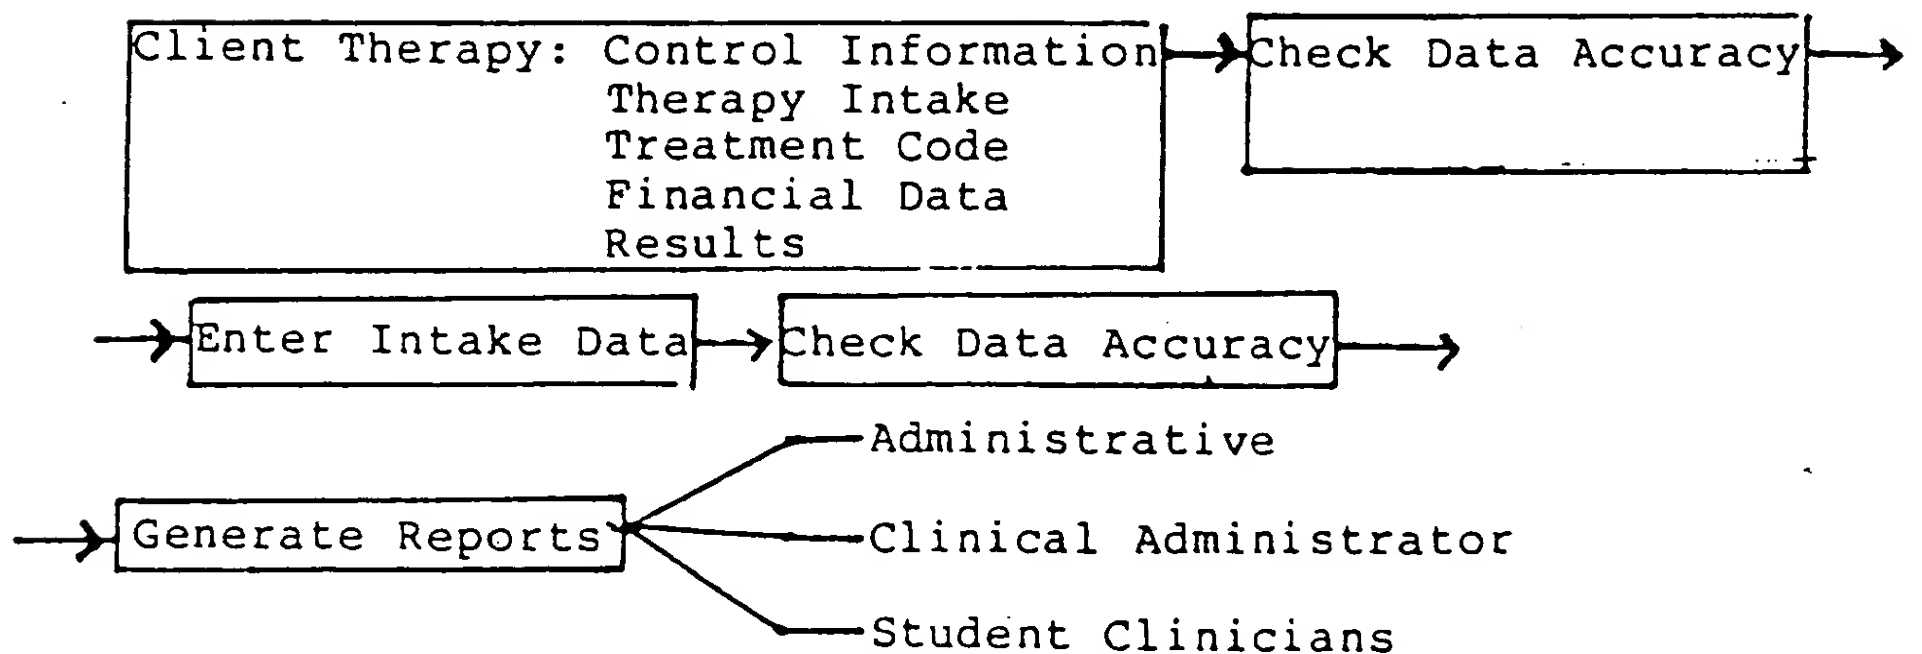 Client Therapy: Control Information
Check Data Accuracy
Therapy Intake
Treatment Code
Financial Data
Results
Enter Intake Data
Check Data Accuracy
Administrative
Generate Reports
Clinical Administrator
Student Clinicians